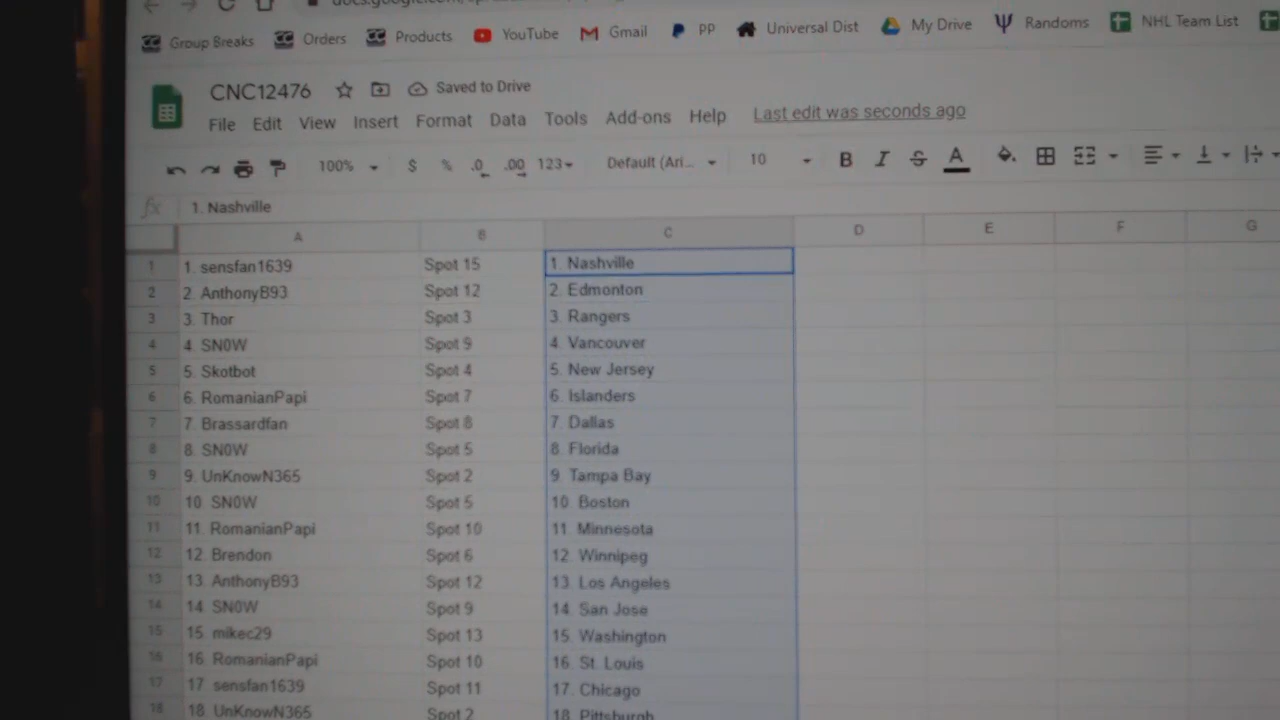 Group Breaks Orders Products YouTube Gmail PP Universal Dist My Drive Randoms NHL Team List
CNC12476 Saved to Drive
File Edit View Insert Format Data Tools Add-ons Help Last edit was seconds ago
100% $ % .0 .00 123 Default (Ari... 10 B I S A
fx 1. Nashville
A B C D E F G
1 1. sensfan1639 Spot 15 1. Nashville
2 2. AnthonyB93 Spot 12 2. Edmonton
3 3. Thor Spot 3 3. Rangers
4 4. SN0W Spot 9 4. Vancouver
5 5. Skotbot Spot 4 5. New Jersey
6 6. RomanianPapi Spot 7 6. Islanders
7 7. Brassardfan Spot 8 7. Dallas
8 8. SN0W Spot 5 8. Florida
9 9. UnKnowN365 Spot 2 9. Tampa Bay
10 10. SN0W Spot 5 10. Boston
11 11. RomanianPapi Spot 10 11. Minnesota
12 12. Brendon Spot 6 12. Winnipeg
13 13. AnthonyB93 Spot 12 13. Los Angeles
14 14. SN0W Spot 9 14. San Jose
15 15. mikec29 Spot 13 15. Washington
16 16. RomanianPapi Spot 10 16. St. Louis
17 17. sensfan1639 Spot 11 17. Chicago
18 18. UnKnowN365 Spot 2 18. Pittsburgh